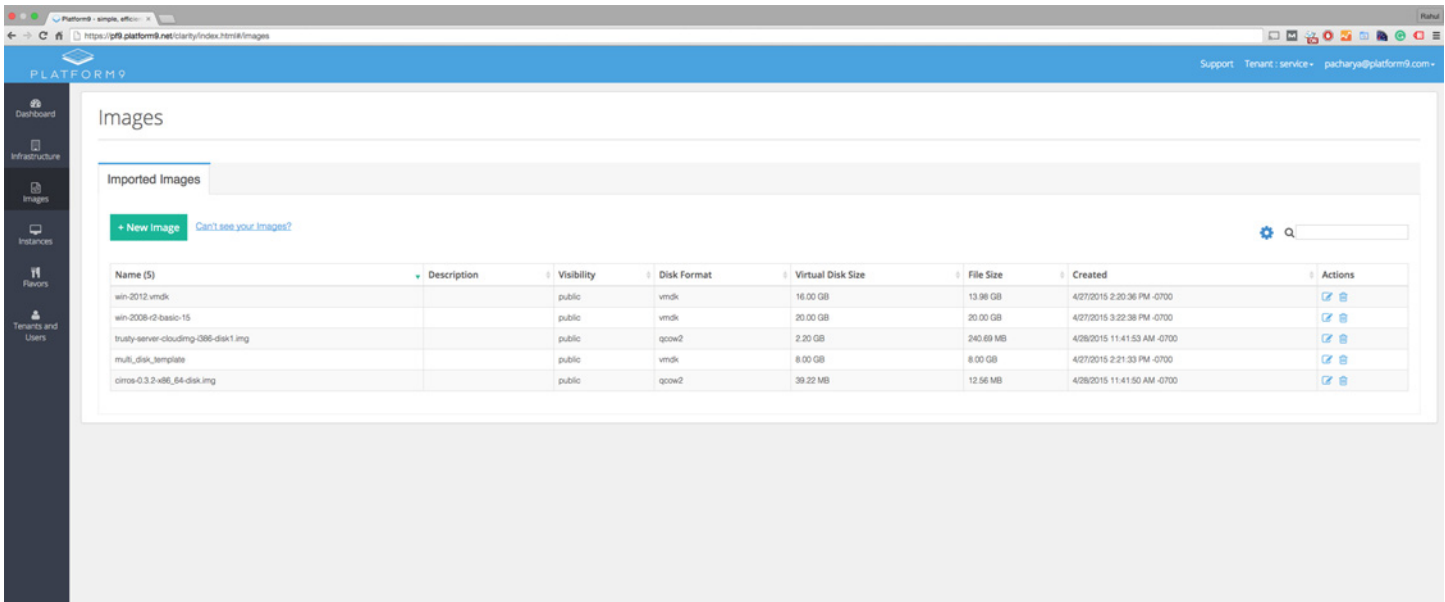 Platform9 - simple, efficien
Rahul
https://pf9.platform9.net/clarity/index.html#/images
PLATFORM9
Support Tenant : service pacharya@platform9.com
Dashboard
Infrastructure
Images
Instances
Flavors
Tenants and
Users
Images
Imported Images
+ New Image Can't see your Images?
Name (5) Description Visibility Disk Format Virtual Disk Size File Size Created Actions
win-2012.vmdk public vmdk 16.00 GB 13.98 GB 4/27/2015 2:20:36 PM -0700
win-2008-r2-basic-15 public vmdk 20.00 GB 20.00 GB 4/27/2015 3:22:38 PM -0700
trusty-server-cloudimg-i386-disk1.img public qcow2 2.20 GB 240.69 MB 4/28/2015 11:41:53 AM -0700
multi_disk_template public vmdk 8.00 GB 8.00 GB 4/27/2015 2:21:33 PM -0700
cirros-0.3.2-x86_64-disk.img public qcow2 39.22 MB 12.56 MB 4/28/2015 11:41:50 AM -0700